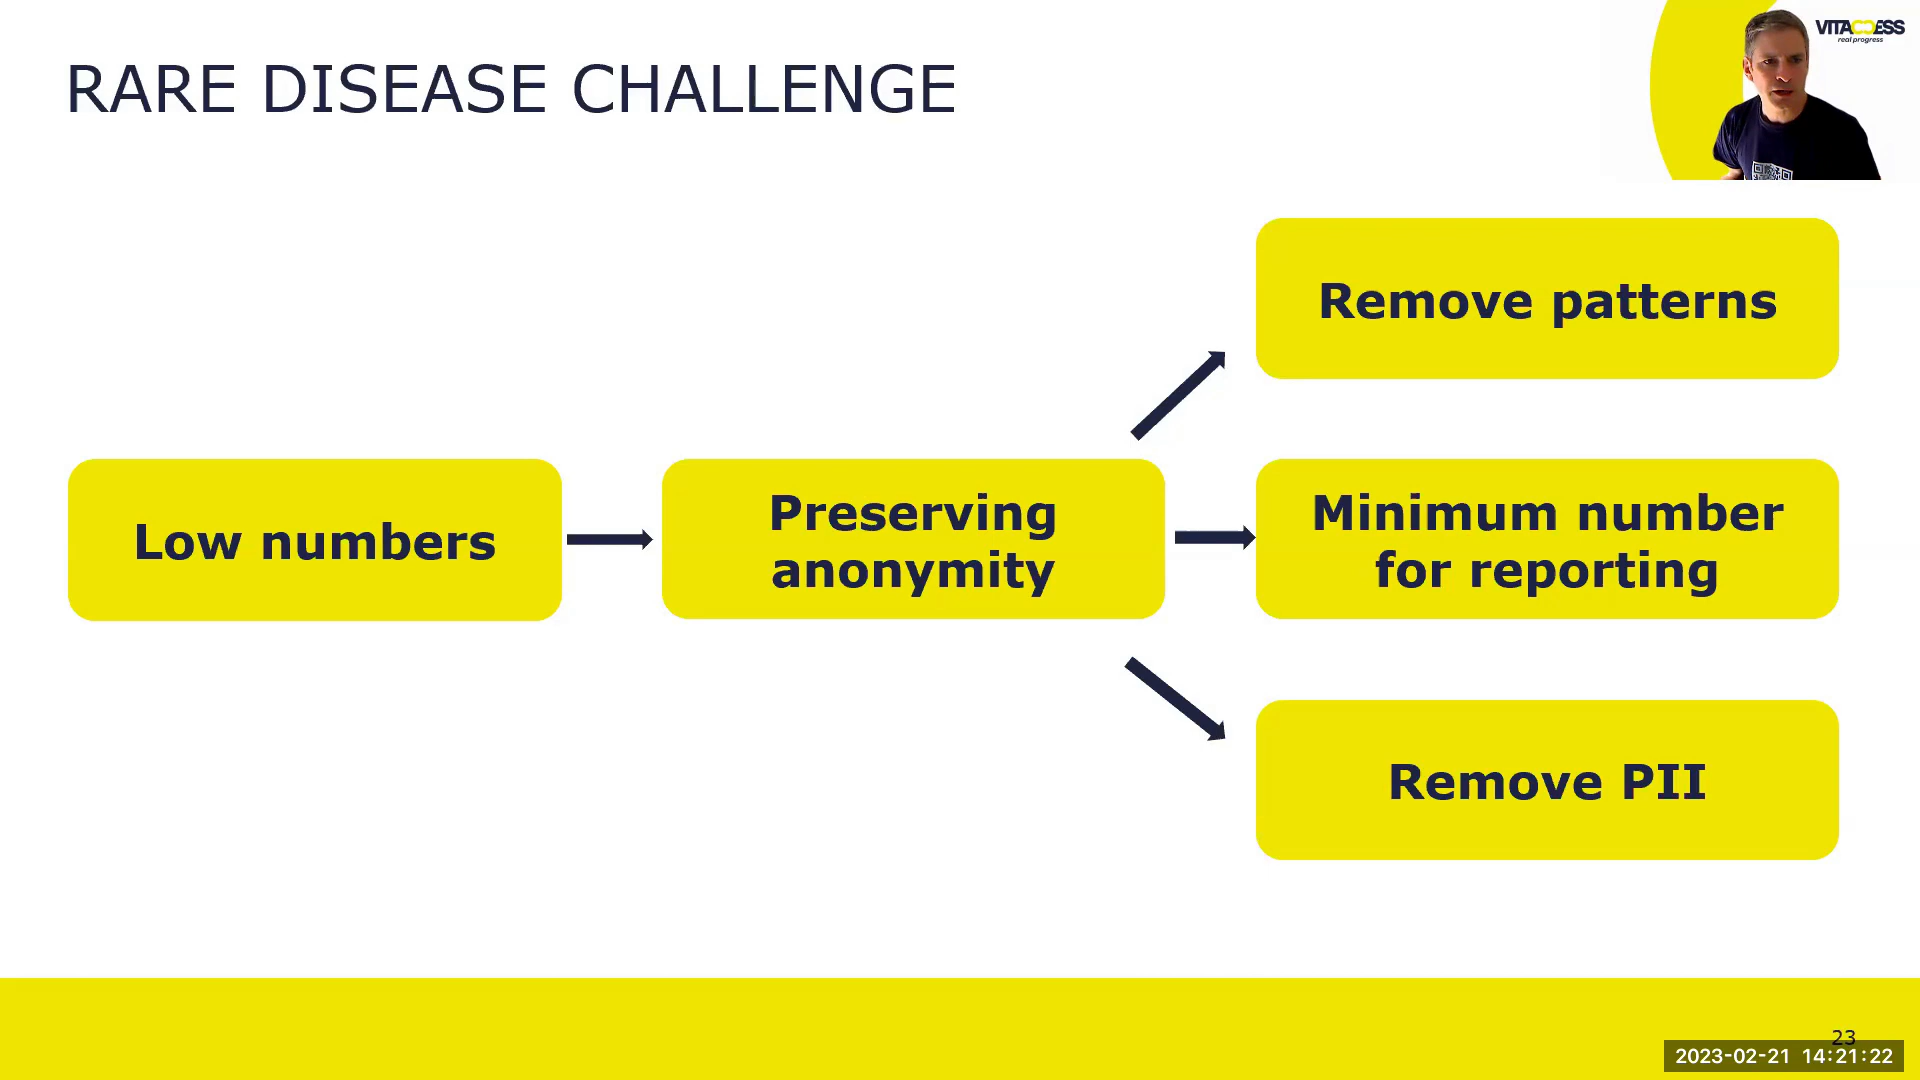 RARE DISEASE CHALLENGE
VITACCESS
real progress
Remove patterns
Low numbers
Preserving
anonymity
Minimum number
for reporting
Remove PII
23
2023-02-21 14:21:22